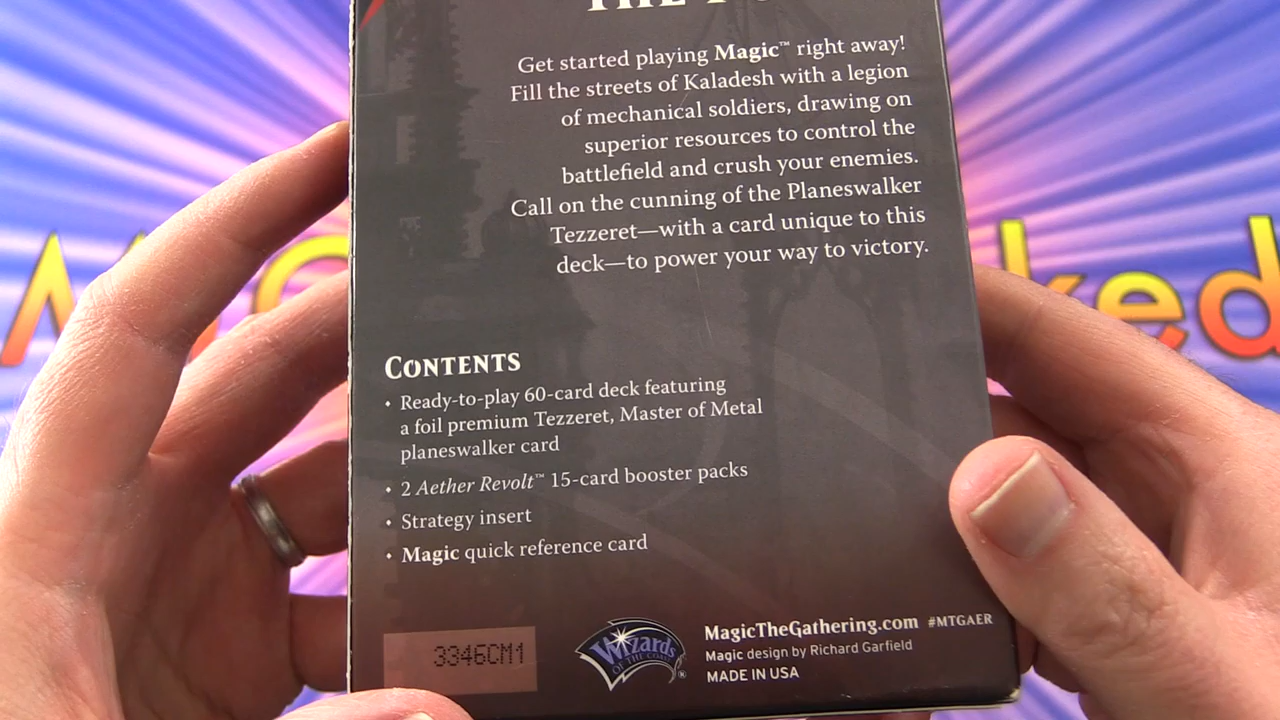 THE
Get started playing Magic™ right away!
Fill the streets of Kaladesh with a legion
of mechanical soldiers, drawing on
superior resources to control the
battlefield and crush your enemies.
Call on the cunning of the Planeswalker
Tezzeret—with a card unique to this
deck—to power your way to victory.
CONTENTS
• Ready-to-play 60-card deck featuring
a foil premium Tezzeret, Master of Metal
planeswalker card
• 2 Aether Revolt™ 15-card booster packs
• Strategy insert
• Magic quick reference card
3346CM1
Wizards
OF THE COAST
®
MagicTheGathering.com #MTGAER
Magic design by Richard Garfield
MADE IN USA